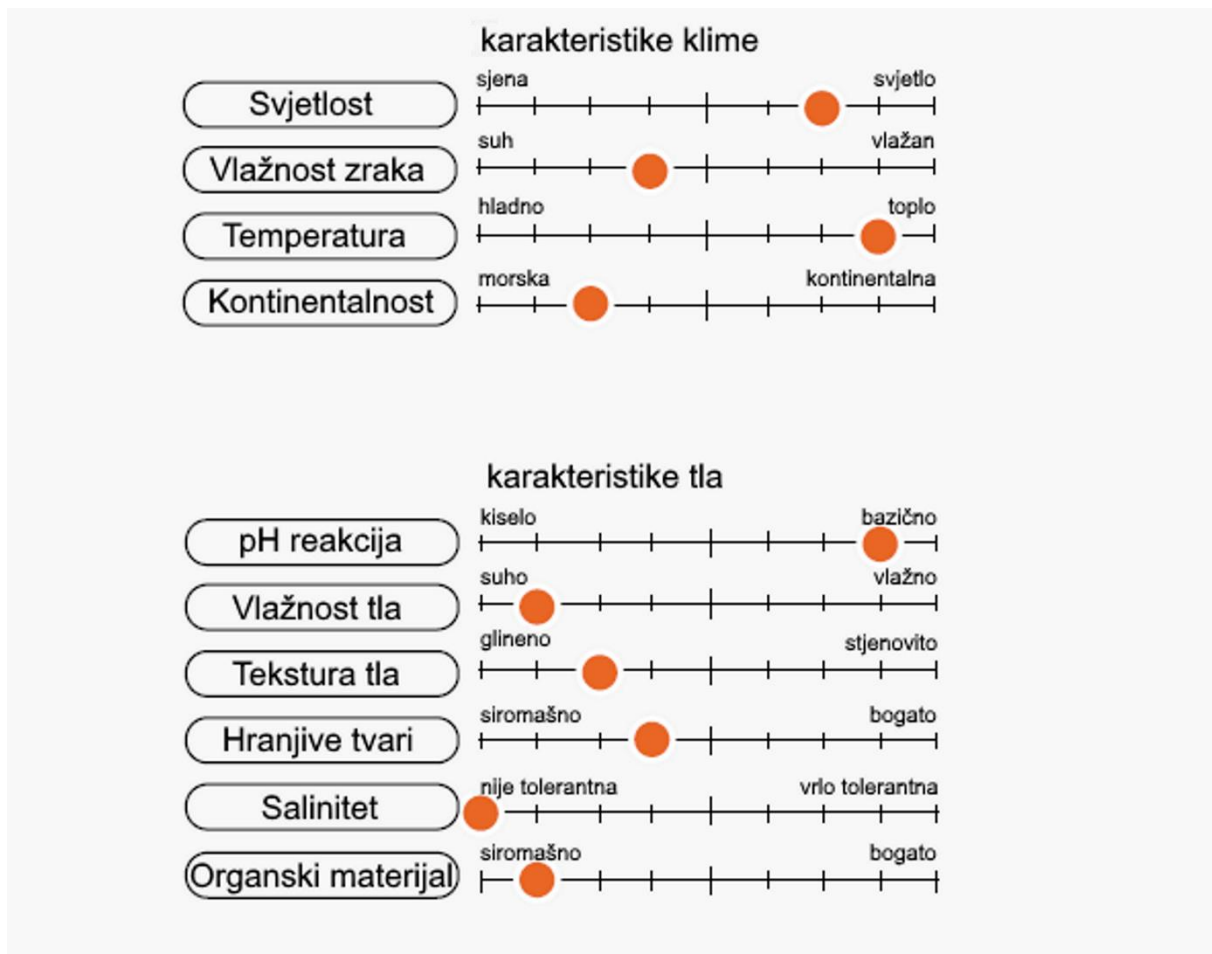 karakteristike klime
Svjetlost
sjena
svjetlo
Vlažnost zraka
suh
vlažan
Temperatura
hladno
toplo
Kontinentalnost
morska
kontinentalna
karakteristike tla
pH reakcija
kiselo
bazično
Vlažnost tla
suho
vlažno
Tekstura tla
glineno
stjenovito
Hranjive tvari
siromašno
bogato
Salinitet
nije tolerantna
vrlo tolerantna
Organski materijal
siromašno
bogato